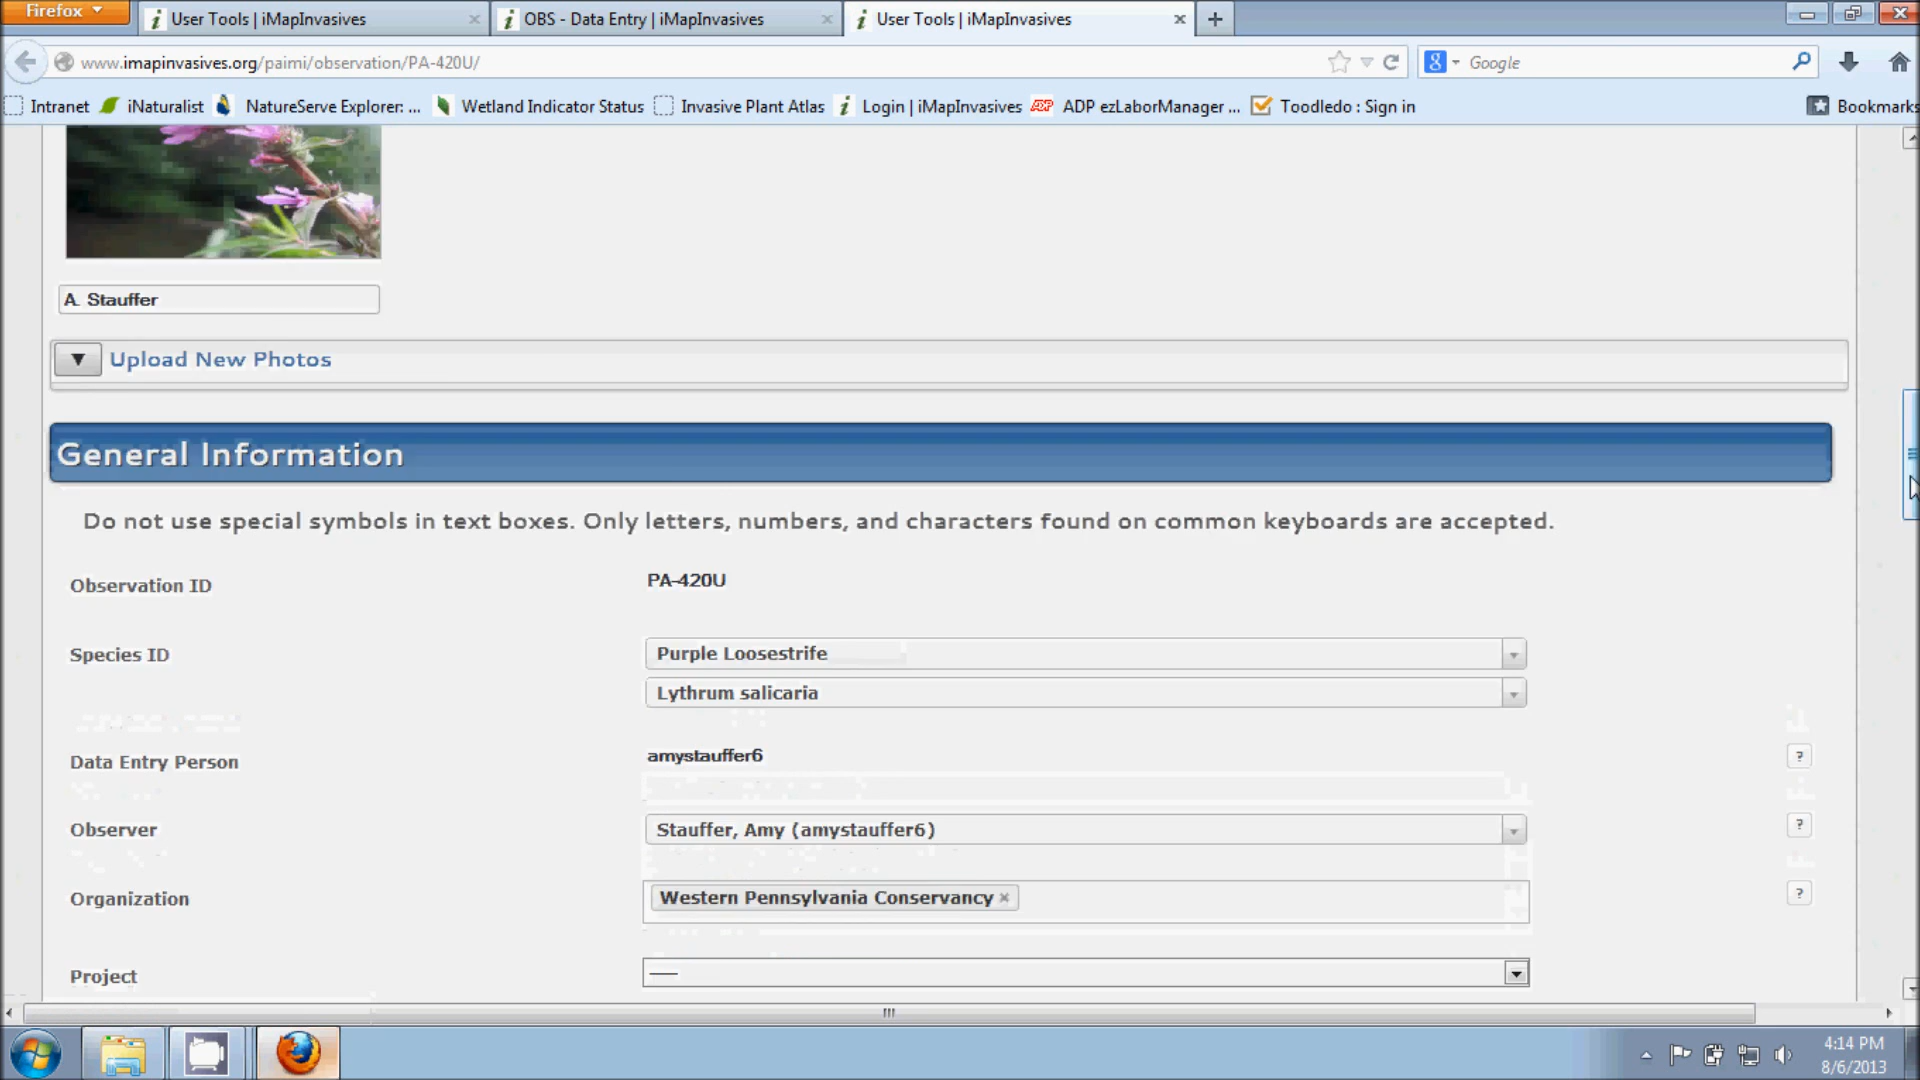 Firefox
User Tools | iMapInvasives
OBS - Data Entry | iMapInvasives
User Tools | iMapInvasives
www.imapinvasives.org/paimi/observation/PA-420U/
Google
Intranet
iNaturalist
NatureServe Explorer: ...
Wetland Indicator Status
Invasive Plant Atlas
Login | iMapInvasives
ADP ezLaborManager ...
Toodledo : Sign in
Bookmarks
A. Stauffer
Upload New Photos
General Information
Do not use special symbols in text boxes. Only letters, numbers, and characters found on common keyboards are accepted.
Observation ID
PA-420U
Species ID
Purple Loosestrife
Lythrum salicaria
Data Entry Person
amystauffer6
?
Observer
Stauffer, Amy (amystauffer6)
?
Organization
Western Pennsylvania Conservancy ×
?
Project
-----
4:14 PM
8/6/2013